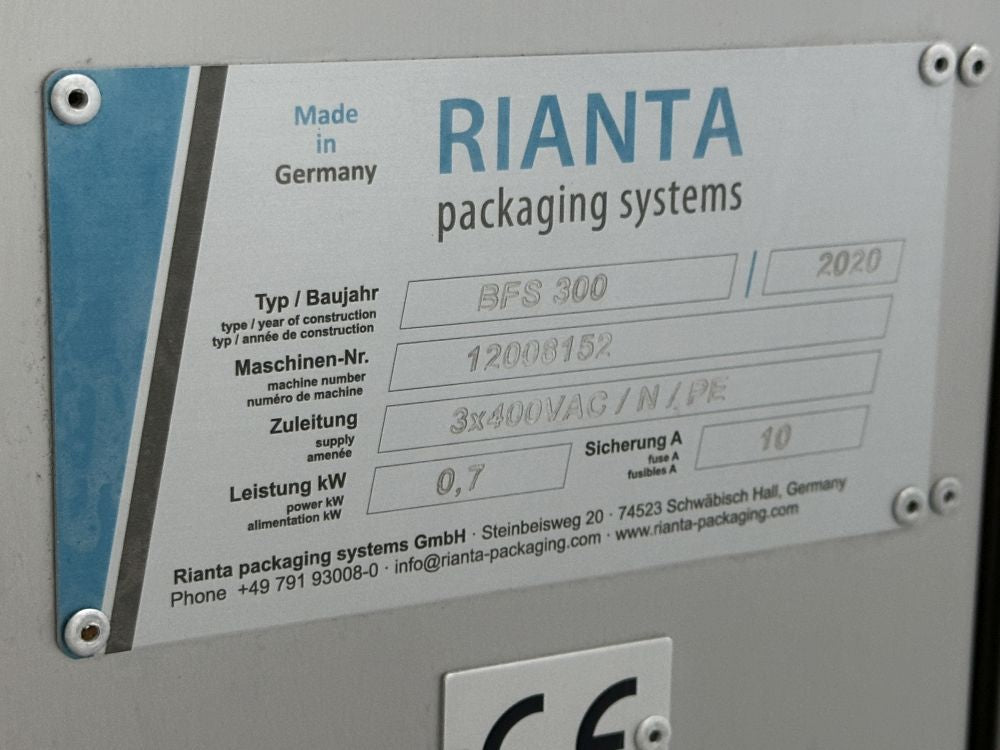 Made
in
Germany
RIANTA
packaging systems
Typ / Baujahr
type / year of construction
typ / année de construction
BFS 300 / 2020
Maschinen-Nr.
machine number
numéro de machine
12008152
Zuleitung
supply
amenée
3x400VAC / N / PE
Leistung kW
power kW
alimentation kW
0,7
Sicherung A
fuse A
fusibles A
10
Rianta packaging systems GmbH · Steinbeisweg 20 · 74523 Schwäbisch Hall, Germany
Phone +49 791 93008-0 · info@rianta-packaging.com · www.rianta-packaging.com
CE